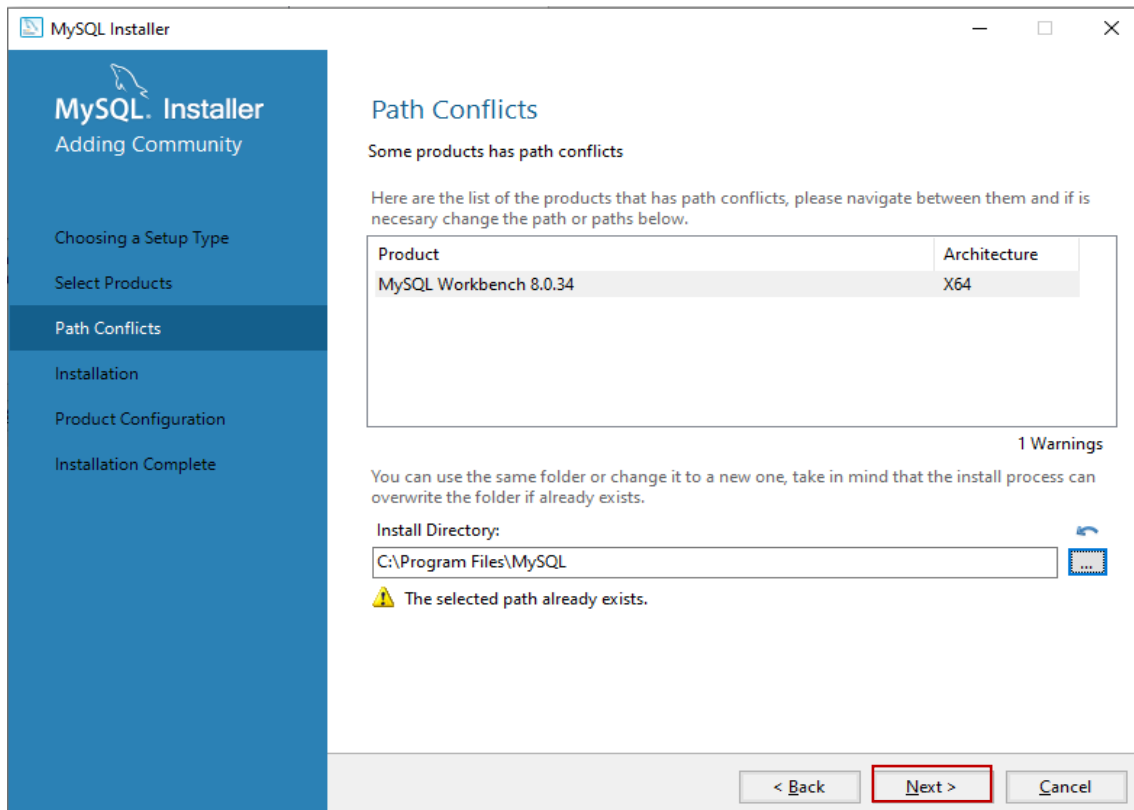 MySQL Installer
MySQL. Installer
Adding Community
Choosing a Setup Type
Select Products
Path Conflicts
Installation
Product Configuration
Installation Complete
Path Conflicts
Some products has path conflicts
Here are the list of the products that has path conflicts, please navigate between them and if is
necesary change the path or paths below.
Product Architecture
MySQL Workbench 8.0.34 X64
1 Warnings
You can use the same folder or change it to a new one, take in mind that the install process can
overwrite the folder if already exists.
Install Directory:
C:\Program Files\MySQL
...
The selected path already exists.
< Back Next > Cancel